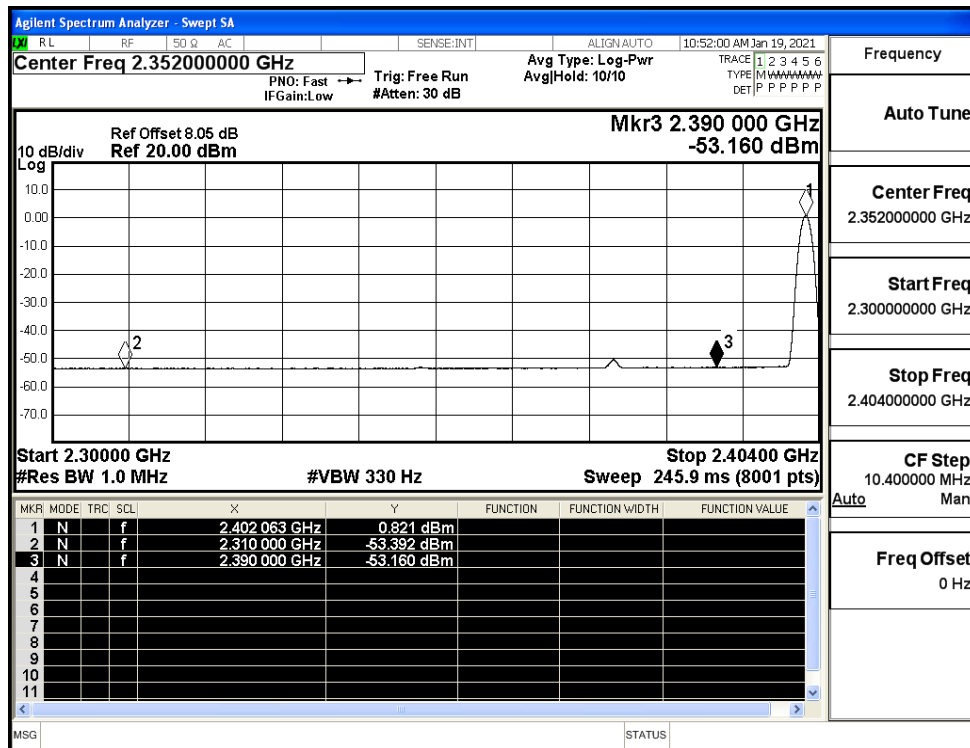 Agilent Spectrum Analyzer - Swept SA
LXI RL RF 50 Ω AC SENSE:INT ALIGN AUTO 10:52:00 AM Jan 19, 2021
Center Freq 2.352000000 GHz
PNO: Fast
IFGain:Low
Trig: Free Run
#Atten: 30 dB
Avg Type: Log-Pwr
Avg|Hold: 10/10
TRACE 1 2 3 4 5 6
TYPE M WWWWW
DET P P P P P P
Mkr3 2.390 000 GHz
-53.160 dBm
Ref Offset 8.05 dB
10 dB/div Ref 20.00 dBm
Log
10.0
0.00
-10.0
-20.0
-30.0
-40.0
-50.0
-60.0
-70.0
1
2
3
Start 2.30000 GHz Stop 2.40400 GHz
#Res BW 1.0 MHz #VBW 330 Hz Sweep 245.9 ms (8001 pts)
MKR MODE TRC SCL X Y FUNCTION FUNCTION WIDTH FUNCTION VALUE
1 N f 2.402 063 GHz 0.821 dBm
2 N f 2.310 000 GHz -53.392 dBm
3 N f 2.390 000 GHz -53.160 dBm
4
5
6
7
8
9
10
11
MSG STATUS
Frequency
Auto Tune
Center Freq
2.352000000 GHz
Start Freq
2.300000000 GHz
Stop Freq
2.404000000 GHz
CF Step
10.400000 MHz
Auto Man
Freq Offset
0 Hz